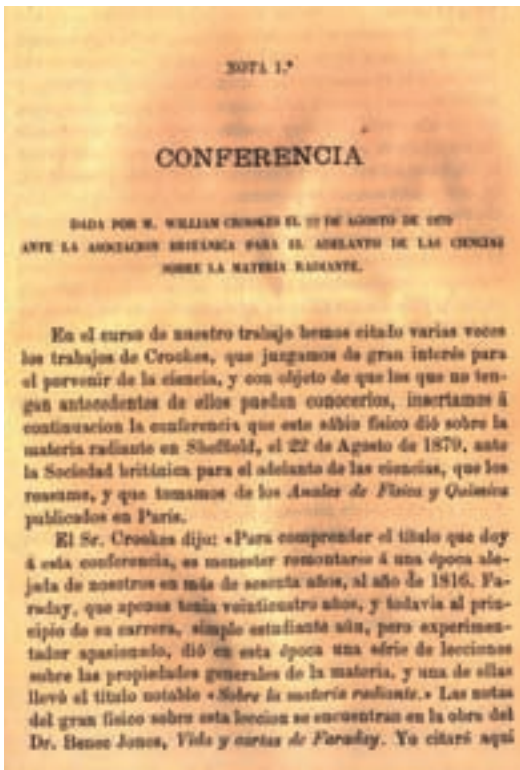 NOTA 1.ª
CONFERENCIA
DADA POR M. WILLIAM CROOKES EL 22 DE AGOSTO DE 1879
ANTE LA ASOCIACION BRITÁNICA PARA EL ADELANTO DE LAS CIENCIAS
SOBRE LA MATERIA RADIANTE.
En el curso de nuestro trabajo hemos citado varias veces
los trabajos de Crookes, que juzgamos de gran interés para
el porvenir de la ciencia, y con objeto de que los que no ten-
gan antecedentes de ellos puedan conocerlos, insertamos á
continuacion la conferencia que este sábio físico dió sobre la
materia radiante en Sheffield, el 22 de Agosto de 1879, ante
la Sociedad británica para el adelanto de las ciencias, que los
resume, y que tomamos de los Anales de Física y Química
publicados en París.
El Sr. Crookes dijo: «Para comprender el título que doy
á esta conferencia, es menester remontarse á una época ale-
jada de nosotros en más de sesenta años, al año de 1816. Fa-
raday, que apenas tenia veinticuatro años, y todavia al prin-
cipio de su carrera, simple estudiante aún, pero experimen-
tador apasionado, dió en esta época una série de lecciones
sobre las propiedades generales de la materia, y una de ellas
llevó el título notable «Sobre la materia radiante.» Las notas
del gran físico sobre esta leccion se encuentran en la obra del
Dr. Bence Jones, Vida y cartas de Faraday. Yo citaré aquí